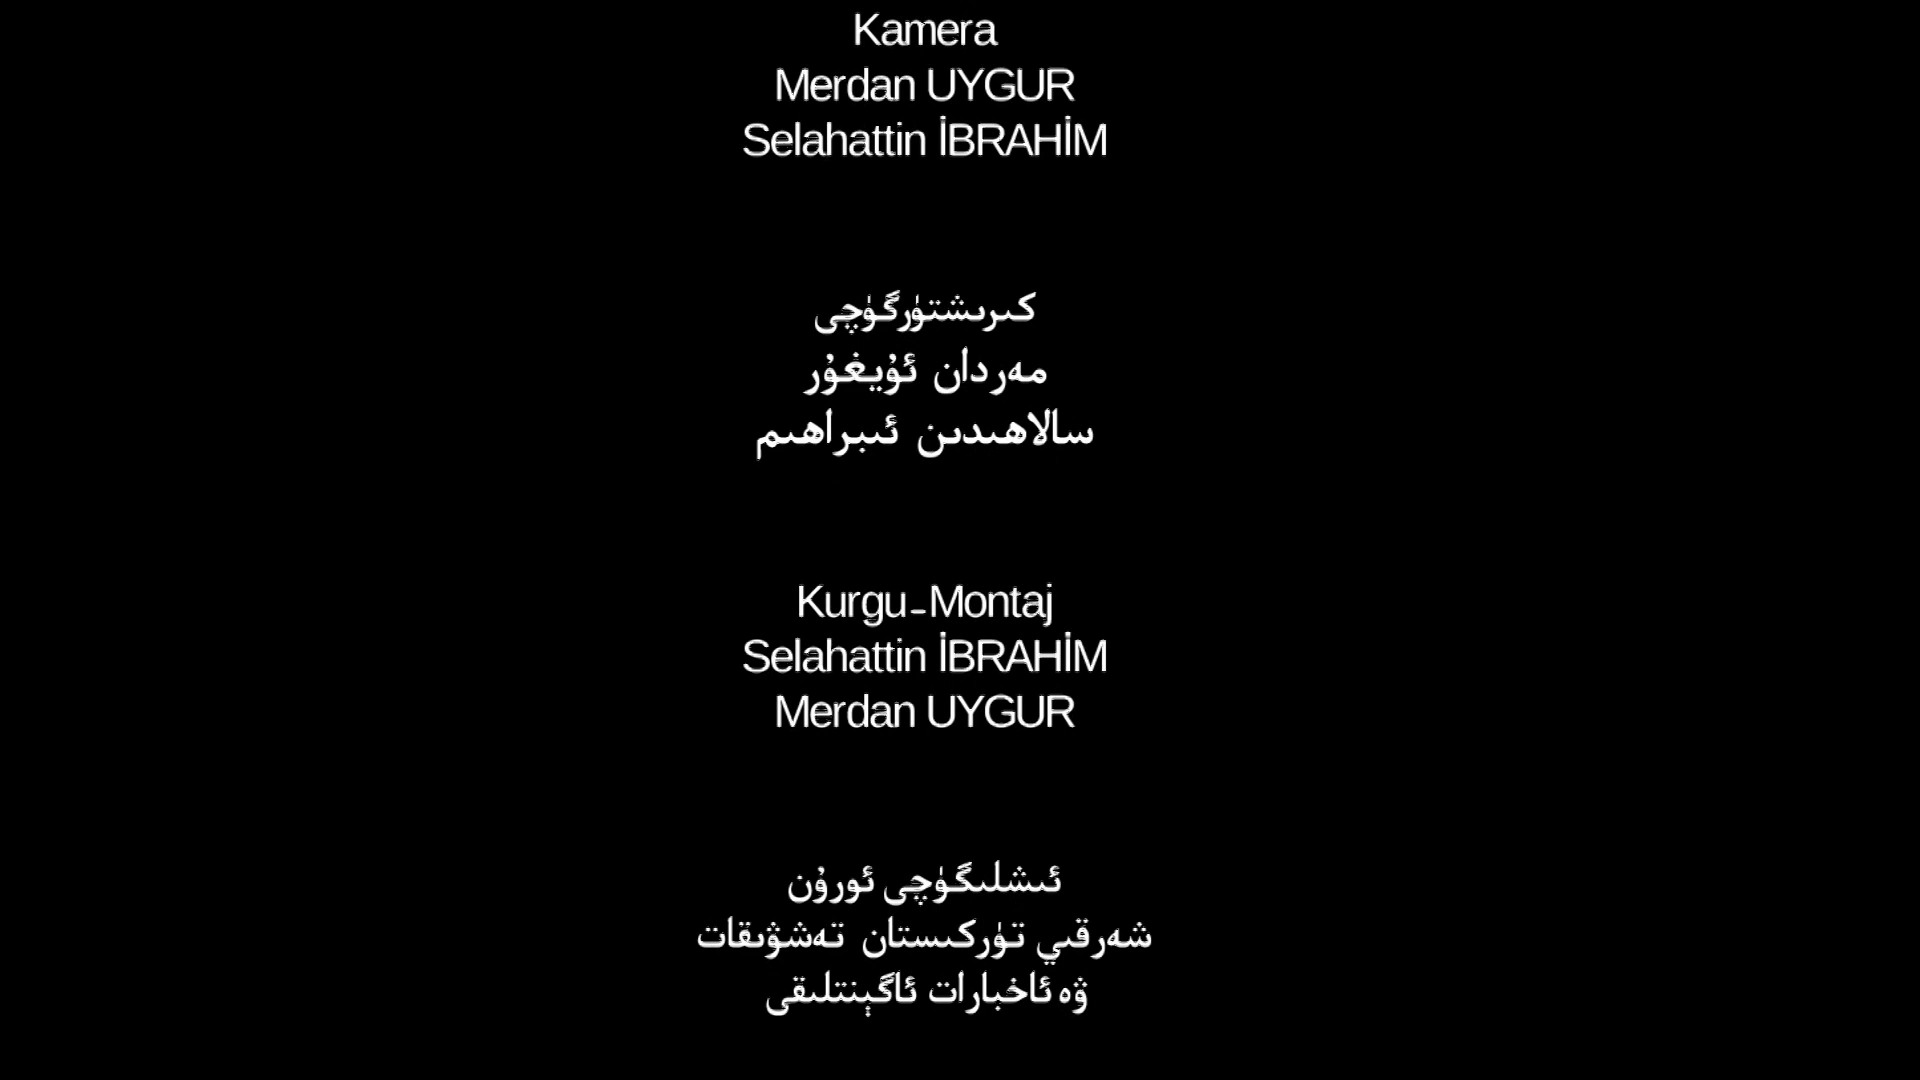 Kamera
Merdan UYGUR
Selahattin İBRAHİM
كىرىشتۈرگۈچى
مەردان ئۇيغۇر
سالاھىدىن ئىبراھىم
Kurgu-Montaj
Selahattin İBRAHİM
Merdan UYGUR
ئىشلىگۈچى ئورۇن
شەرقىي تۈركىستان تەشۋىقات
ۋە ئاخبارات ئاگېنتلىقى